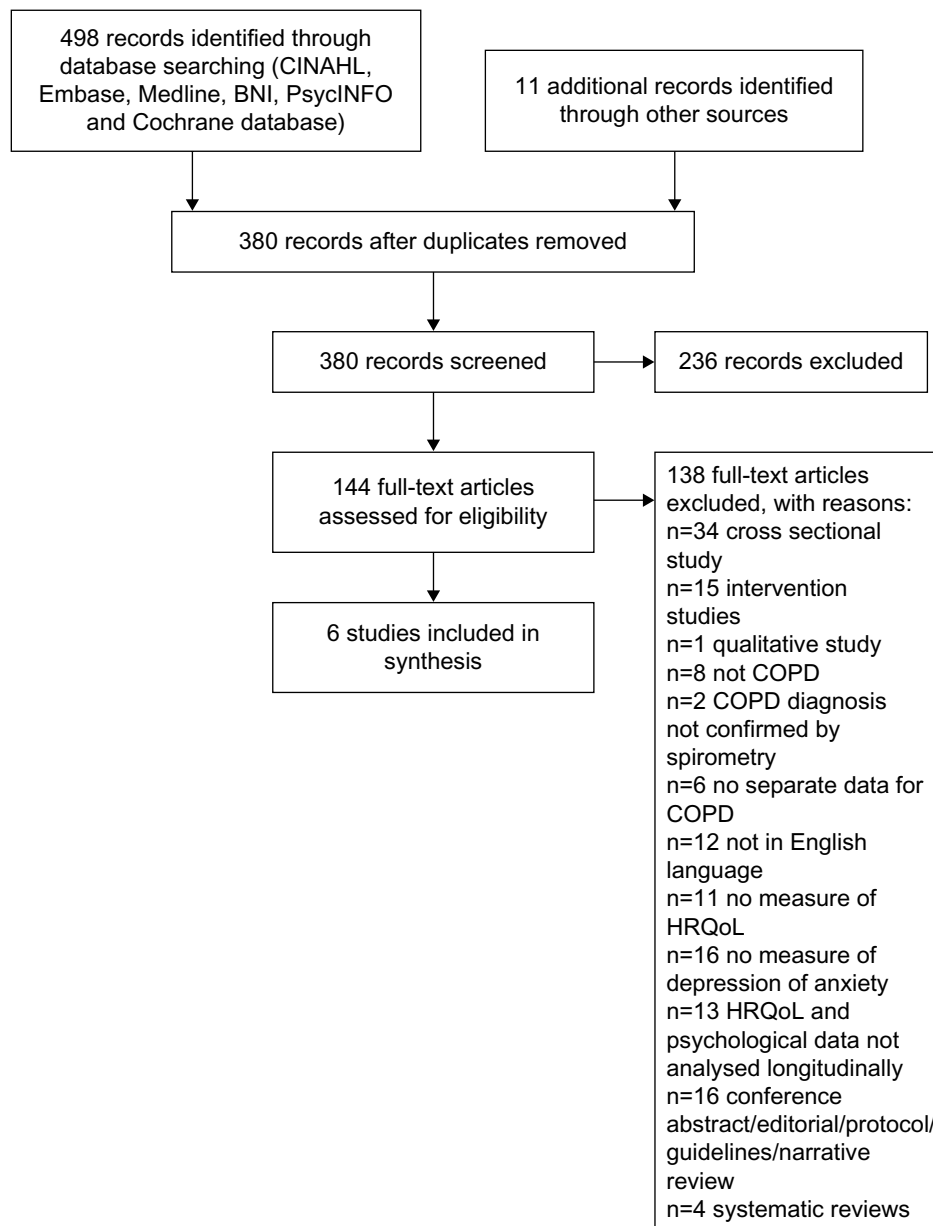 498 records identified through
database searching (CINAHL,
Embase, Medline, BNI, PsycINFO
and Cochrane database)
11 additional records identified
through other sources
380 records after duplicates removed
380 records screened
236 records excluded
144 full-text articles
assessed for eligibility
138 full-text articles
excluded, with reasons:
n=34 cross sectional
study
n=15 intervention
studies
n=1 qualitative study
n=8 not COPD
n=2 COPD diagnosis
not confirmed by
spirometry
n=6 no separate data for
COPD
n=12 not in English
language
n=11 no measure of
HRQoL
n=16 no measure of
depression of anxiety
n=13 HRQoL and
psychological data not
analysed longitudinally
n=16 conference
abstract/editorial/protocol/
guidelines/narrative
review
n=4 systematic reviews
6 studies included in
synthesis